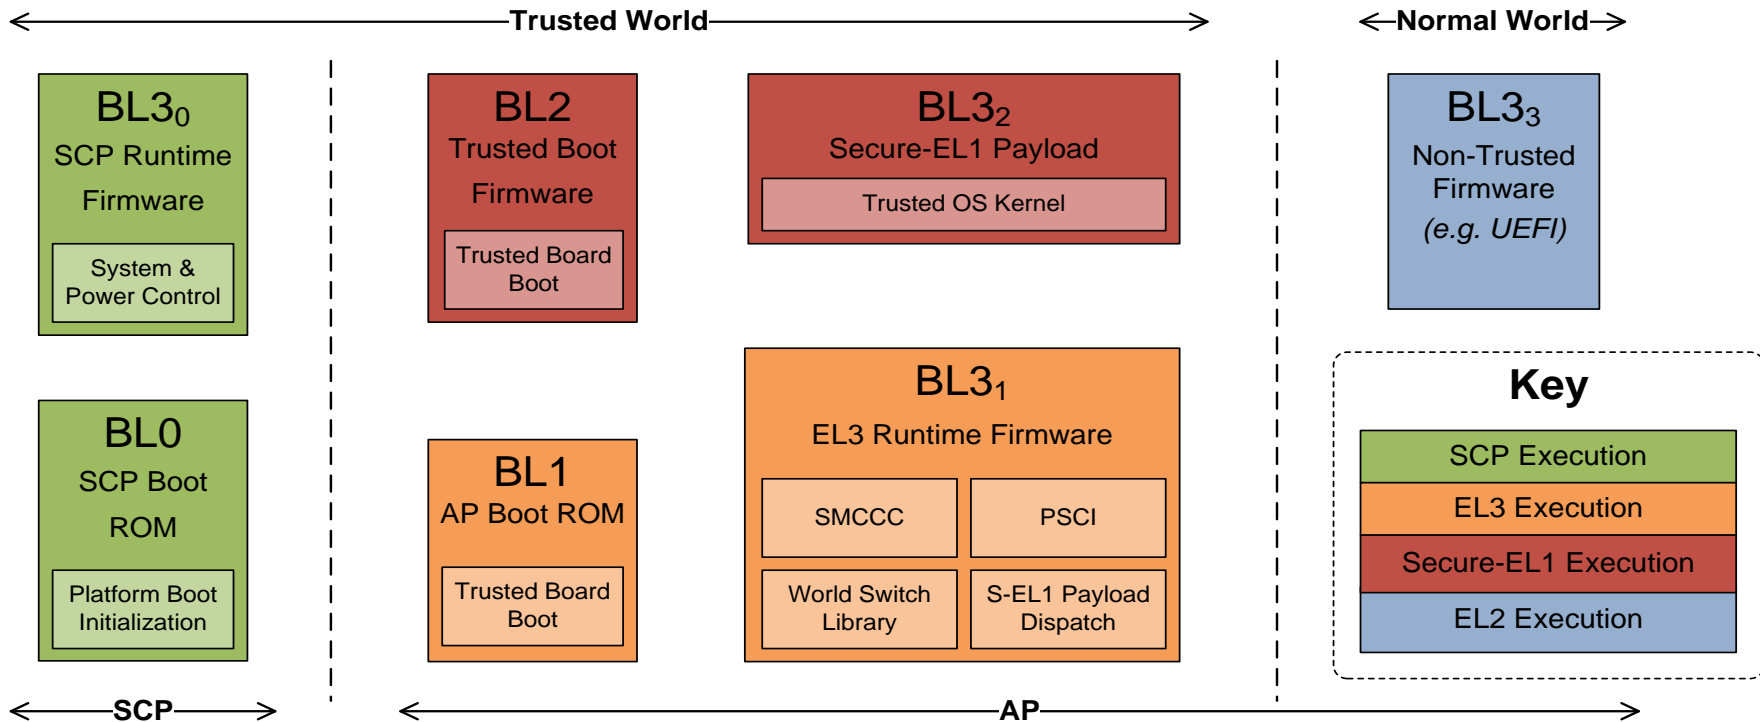 Trusted World
Normal World
BL3₀
SCP Runtime
Firmware
System &
Power Control
BL0
SCP Boot
ROM
Platform Boot
Initialization
BL2
Trusted Boot
Firmware
Trusted Board
Boot
BL1
AP Boot ROM
Trusted Board
Boot
BL3₂
Secure-EL1 Payload
Trusted OS Kernel
BL3₁
EL3 Runtime Firmware
SMCCC
PSCI
World Switch
Library
S-EL1 Payload
Dispatch
BL3₃
Non-Trusted
Firmware
(e.g. UEFI)
Key
SCP Execution
EL3 Execution
Secure-EL1 Execution
EL2 Execution
SCP
AP